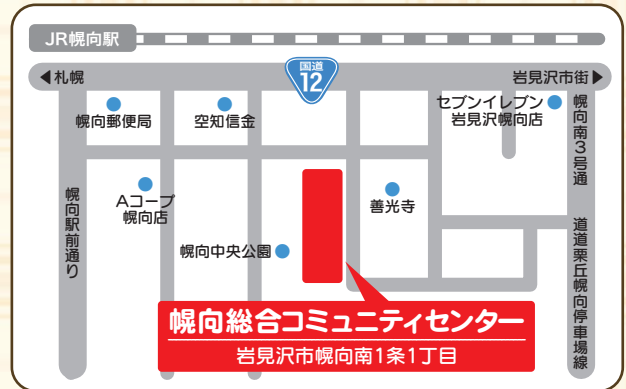 JR幌向駅
◀札幌
国道
12
岩見沢市街▶
幌向郵便局
空知信金
セブンイレブン
岩見沢幌向店
幌向南3号通
Aコープ
幌向店
善光寺
幌向駅前通り
幌向中央公園
道道栗丘幌向停車場線
幌向総合コミュニティセンター
岩見沢市幌向南1条1丁目